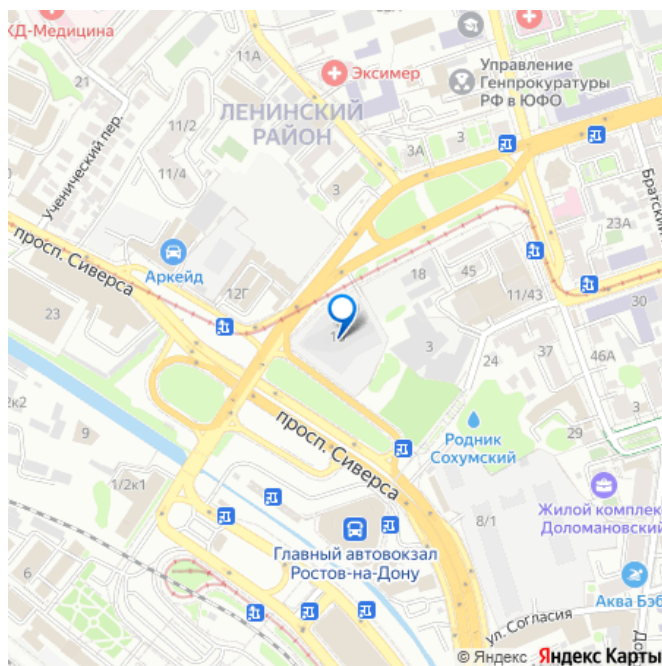 КД-Медицина
11А
Эксимер
Управление
Генпрокуратуры
РФ в ЮФО
21
ЛЕНИНСКИЙ
РАЙОН
11/2
3А
3
Ученический пер.
11/4
3
Братский
23А
просп. Сиверса
Аркейд
12Г
18
45
11/43
30
23
3
24
37
46А
2к2
9
просп. Сиверса
Родник
Сохумский
29
3
1/2к1
8/1
Жилой комплекс
Доломановский
Главный автовокзал
Ростов-на-Дону
6
ул. Согласия
Аква Бэб
До
© Яндекс Яндекс Карты